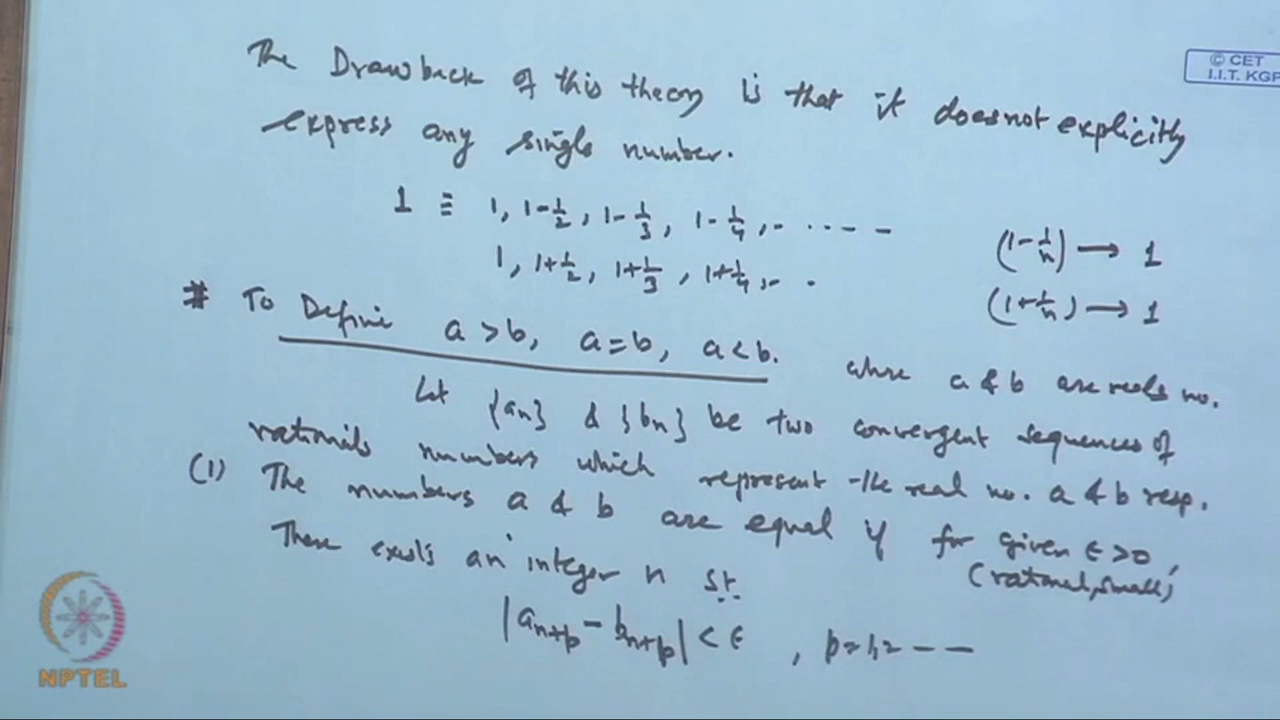 © CET
I.I.T. KGP
The Drawback of this theory is that it does not explicitly
express any single number.
1 ≡ 1, 1-1/2, 1-1/3, 1-1/4, - .....--
(1-1/n) → 1
1, 1+1/2, 1+1/3, 1+1/4, - .
(1+1/n) → 1
# To Define a > b, a = b, a < b. where a & b are reals no.
Let {an} & {bn} be two convergent sequences of
rationals numbers which represent the real no. a & b resp.
(1) The numbers a & b are equal if for given ε > 0,
(rational, small)
There exists an integer n st.
|an+p - bn+p| < ε , p=1,2 ---
NPTEL